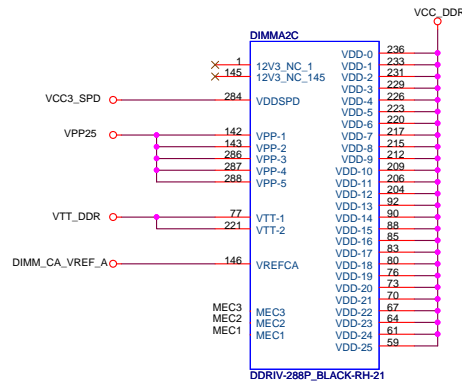 VCC_DDR
DIMMA2C
1 12V3_NC_1 VDD-0 236
145 12V3_NC_145 VDD-1 233
VDD-2 231
VDD-3 229
VCC3_SPD 284 VDDSPD VDD-4 226
VDD-5 223
VDD-6 220
VPP25 142 VPP-1 VDD-7 217
143 VPP-2 VDD-8 215
286 VPP-3 VDD-9 212
287 VPP-4 VDD-10 209
288 VPP-5 VDD-11 206
VDD-12 204
VDD-13 92
VTT_DDR 77 VTT-1 VDD-14 90
221 VTT-2 VDD-15 88
VDD-16 85
VDD-17 83
DIMM_CA_VREF_A 146 VREFCA VDD-18 80
VDD-19 76
VDD-20 73
VDD-21 70
MEC3 MEC3 VDD-22 67
MEC2 MEC2 VDD-23 64
MEC1 MEC1 VDD-24 61
VDD-25 59
DDRIV-288P_BLACK-RH-21